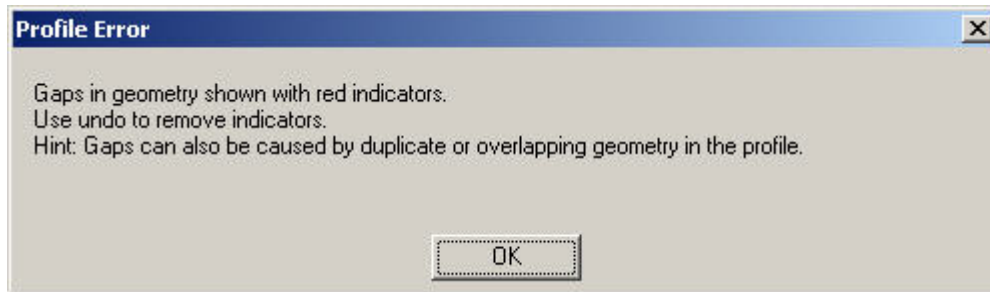 Profile Error
Gaps in geometry shown with red indicators.
Use undo to remove indicators.
Hint: Gaps can also be caused by duplicate or overlapping geometry in the profile.
OK